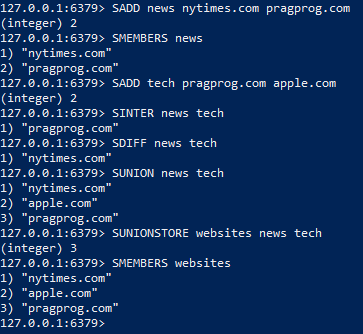 127.0.0.1:6379> SADD news nytimes.com pragprog.com
(integer) 2
127.0.0.1:6379> SMEMBERS news
1) "nytimes.com"
2) "pragprog.com"
127.0.0.1:6379> SADD tech pragprog.com apple.com
(integer) 2
127.0.0.1:6379> SINTER news tech
1) "pragprog.com"
127.0.0.1:6379> SDIFF news tech
1) "nytimes.com"
127.0.0.1:6379> SUNION news tech
1) "nytimes.com"
2) "apple.com"
3) "pragprog.com"
127.0.0.1:6379> SUNIONSTORE websites news tech
(integer) 3
127.0.0.1:6379> SMEMBERS websites
1) "nytimes.com"
2) "apple.com"
3) "pragprog.com"
127.0.0.1:6379>